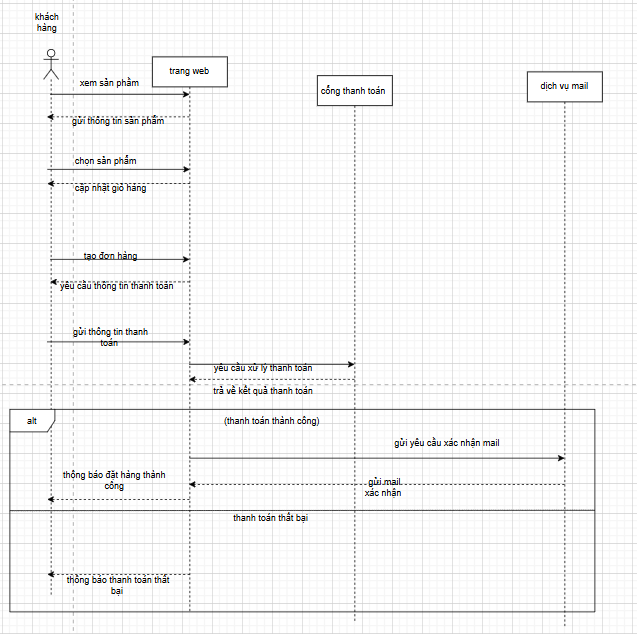 khách
hàng
trang web
cổng thanh toán
dịch vụ mail
xem sản phẩm
gửi thông tin sản phẩm
chọn sản phẩm
cập nhật giỏ hàng
tạo đơn hàng
yêu cầu thông tin thanh toán
gửi thông tin thanh
toán
yêu cầu xử lý thanh toán
trả về kết quả thanh toán
alt
(thanh toán thành công)
gửi yêu cầu xác nhận mail
thông báo đặt hàng thành
công
gửi mail
xác nhận
thanh toán thất bại
thông báo thanh toán thất
bại